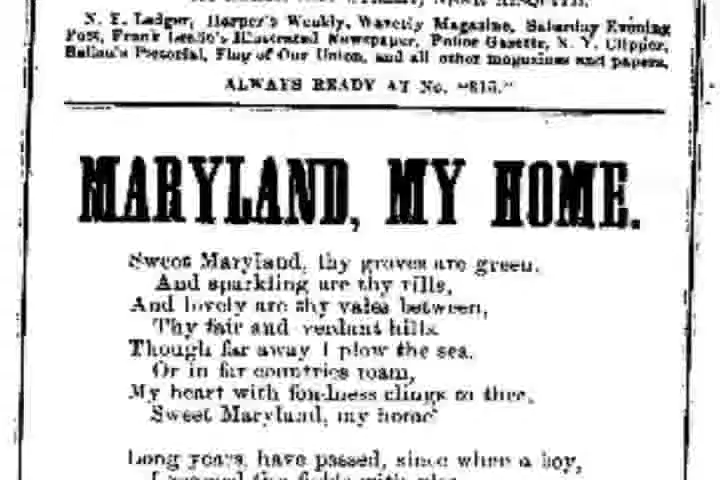 N. Y. Ledger, Harper's Weekly, Waverly Magazine, Saturday Evening
Post, Frank Leslie's Illustrated Newspaper, Police Gazette, N. Y. Clipper,
Ballou's Pictorial, Flag of Our Union, and all other magazines and papers,
ALWAYS READY AT No. "815."
MARYLAND, MY HOME.
Sweet Maryland, thy groves are green,
And sparkling are thy rills,
And lovely are thy vales between,
Thy fair and verdant hills.
Though far away I plow the sea,
Or in far countries roam,
My heart with fondness clings to thee,
Sweet Maryland, my home
Long years, have passed, since when a boy,
I roamed the fields with